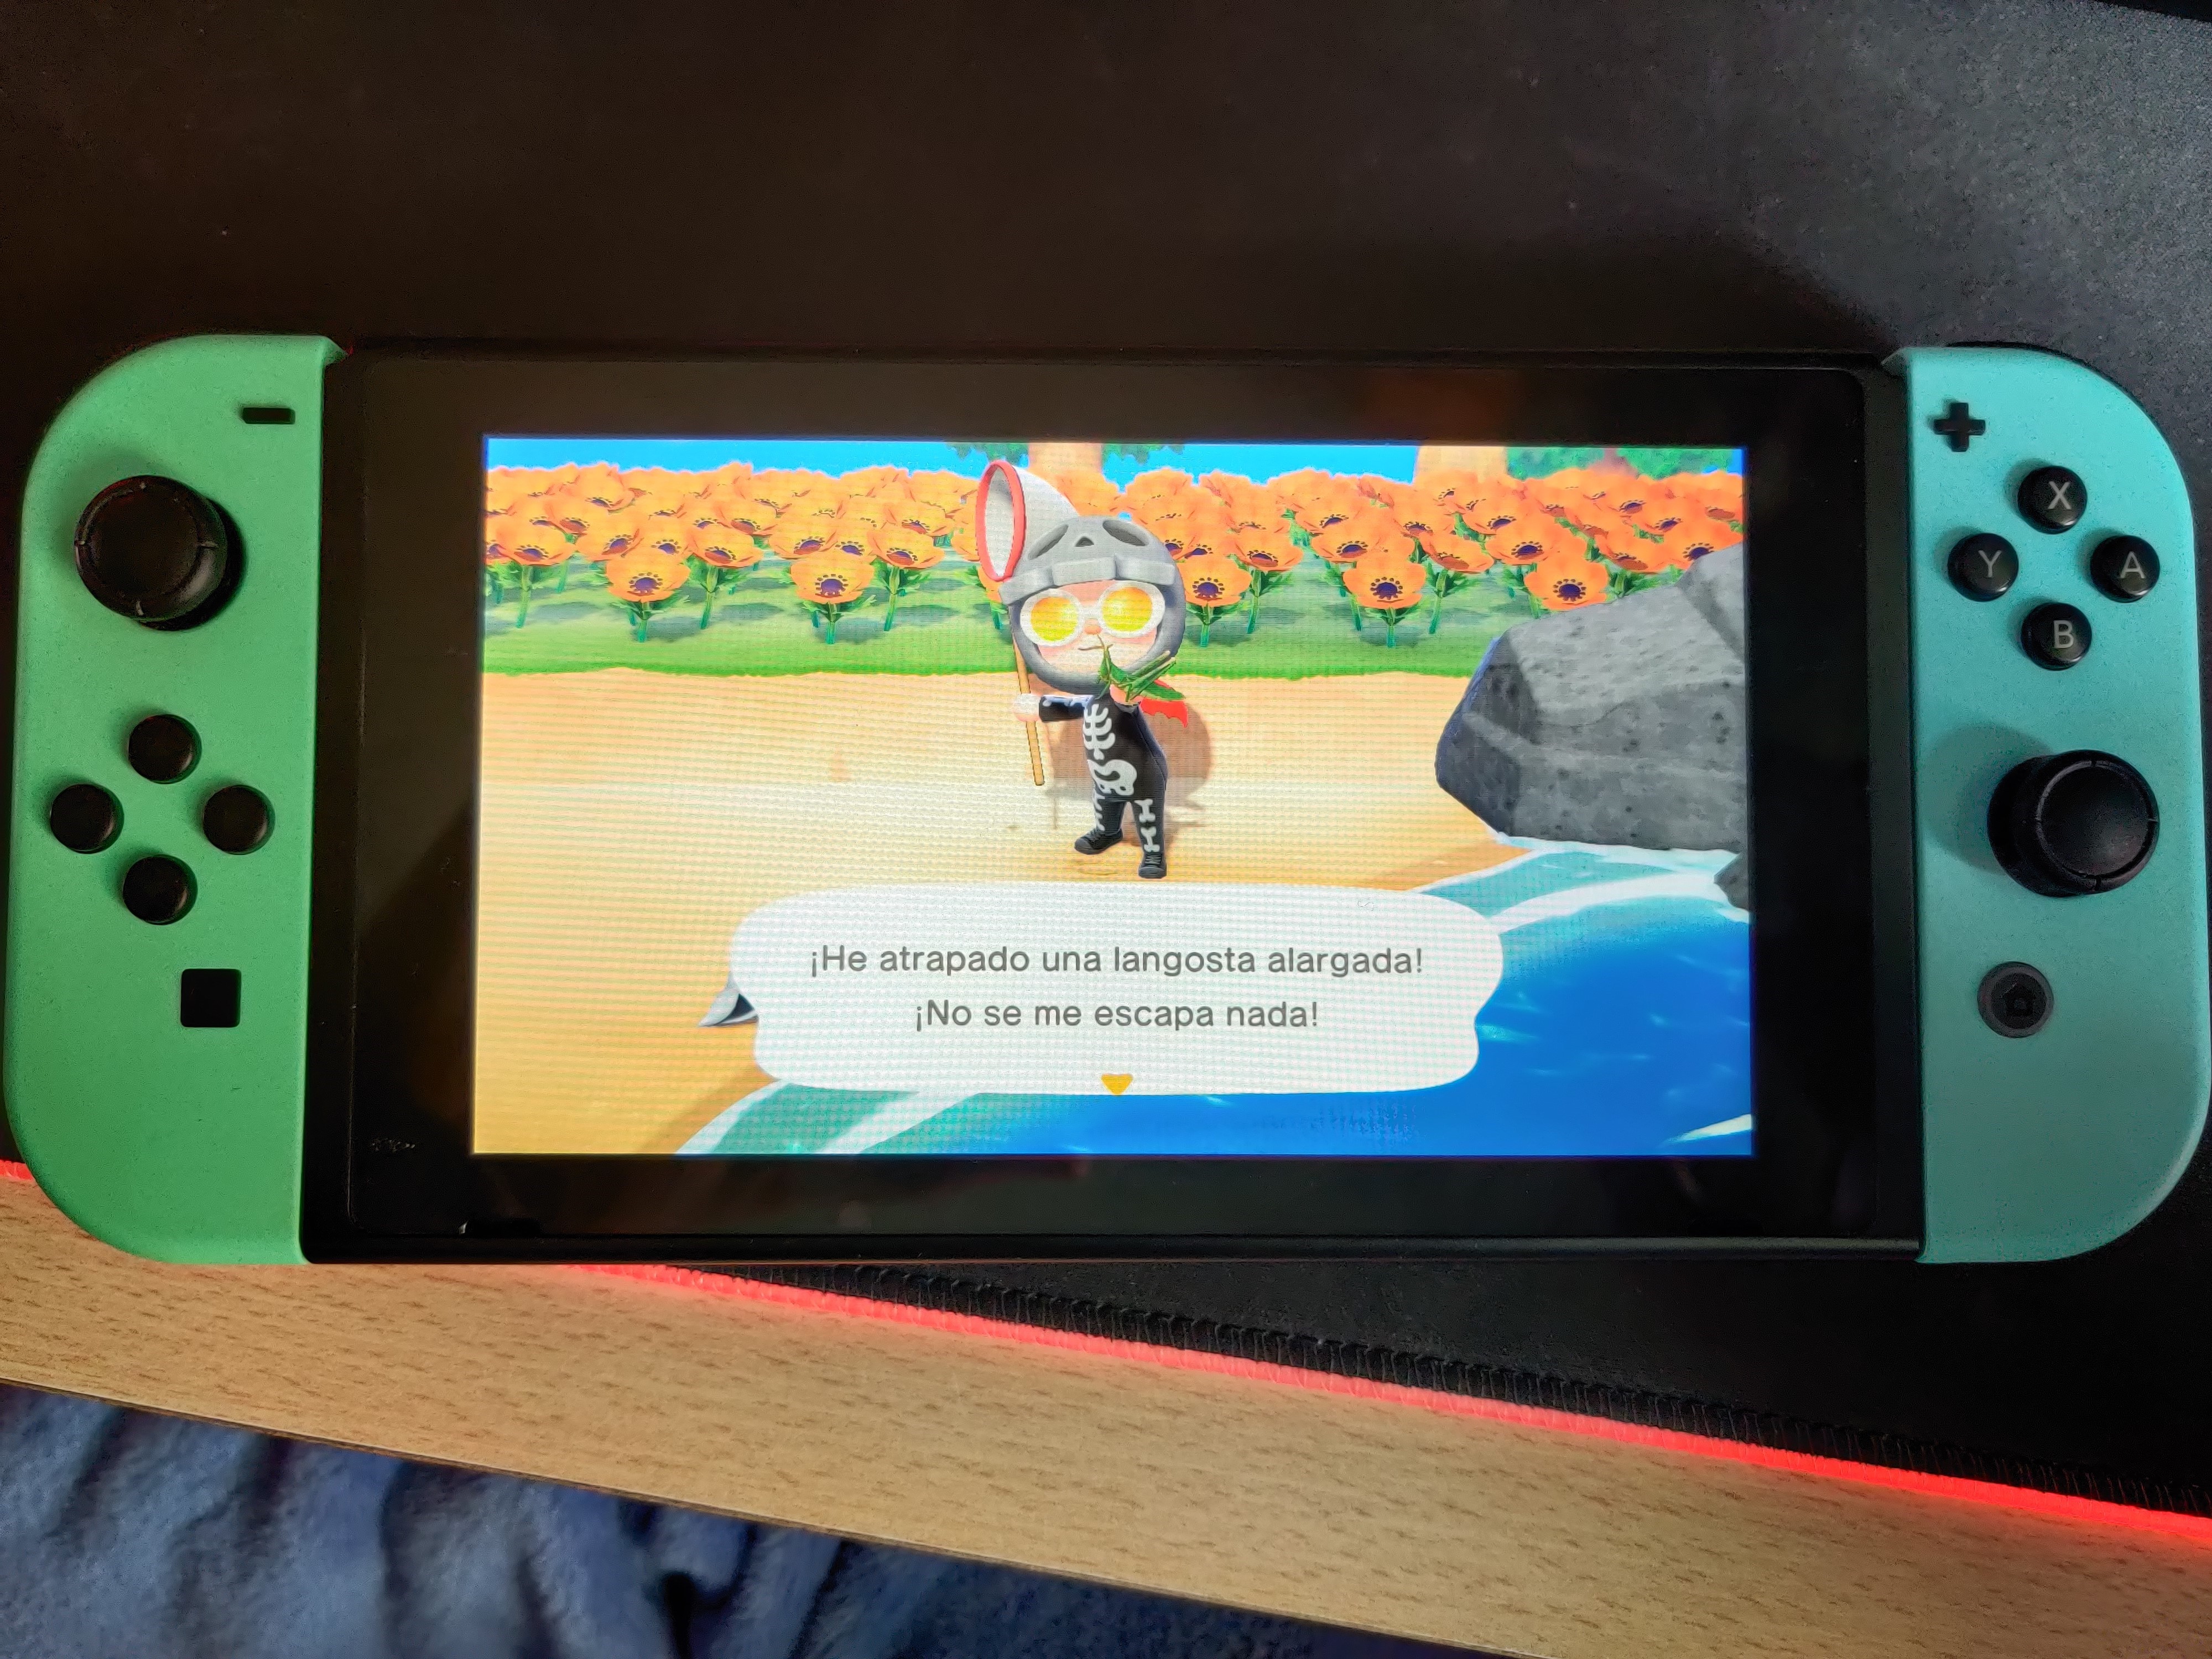 X
Y
A
B
¡He atrapado una langosta alargada!
¡No se me escapa nada!